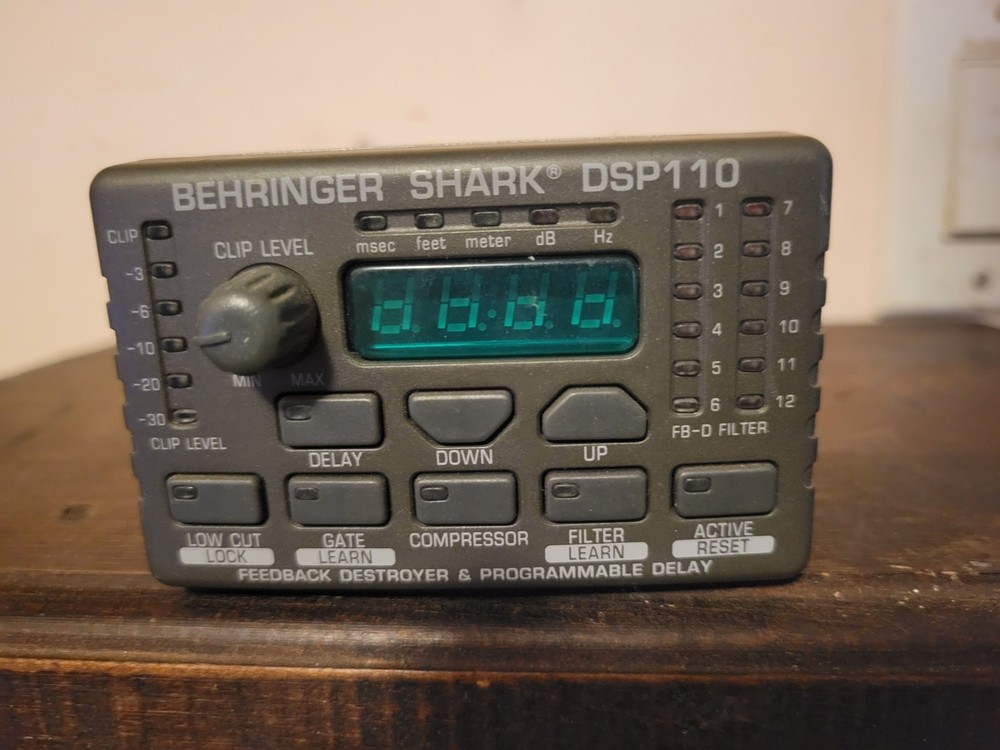 BEHRINGER SHARK® DSP110
msec feet meter dB Hz
CLIP
-3
-6
-10
-20
-30
CLIP LEVEL
CLIP LEVEL
MIN MAX
1 7
2 8
3 9
4 10
5 11
6 12
FB-D FILTER
DELAY DOWN UP
LOW CUT GATE COMPRESSOR FILTER ACTIVE
LOCK LEARN LEARN RESET
FEEDBACK DESTROYER & PROGRAMMABLE DELAY